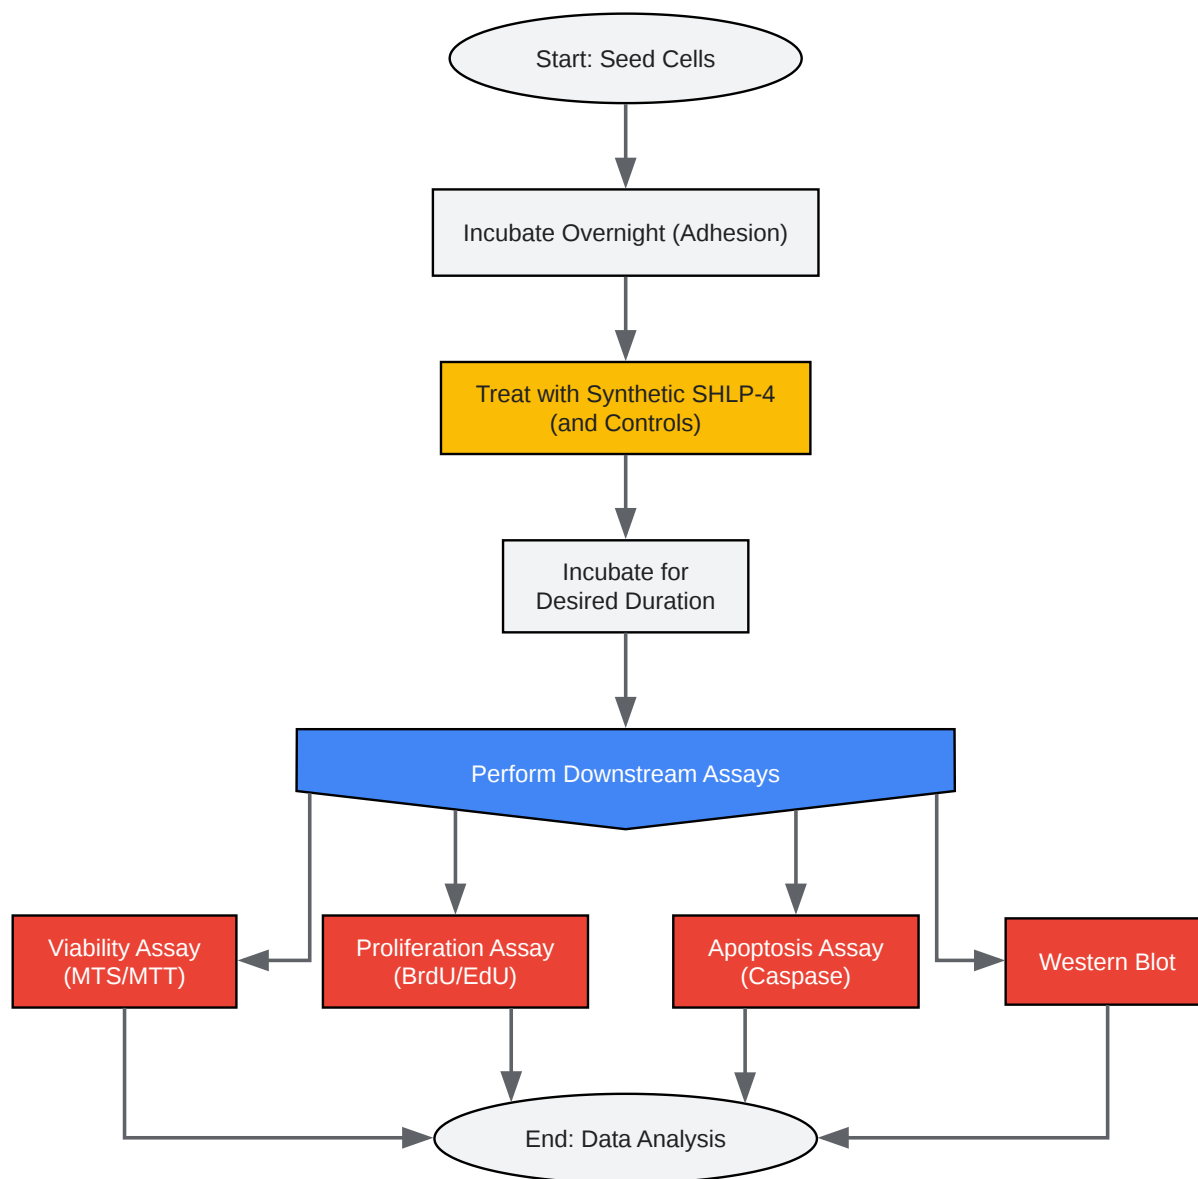 Start: Seed Cells
Incubate Overnight (Adhesion)
Treat with Synthetic SHLP-4
(and Controls)
Incubate for
Desired Duration
Perform Downstream Assays
Viability Assay
(MTS/MTT)
Proliferation Assay
(BrdU/EdU)
Apoptosis Assay
(Caspase)
Western Blot
End: Data Analysis